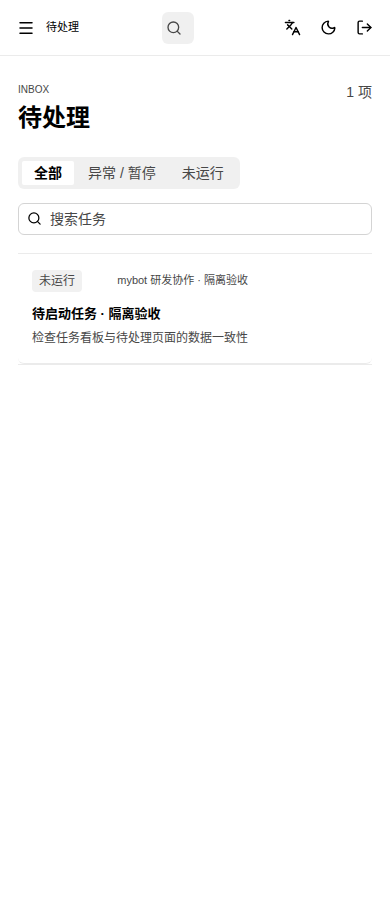 待处理
INBOX
待处理
1 项
全部 异常 / 暂停 未运行
搜索任务
未运行 mybot 研发协作 · 隔离验收
待启动任务 · 隔离验收
检查任务看板与待处理页面的数据一致性